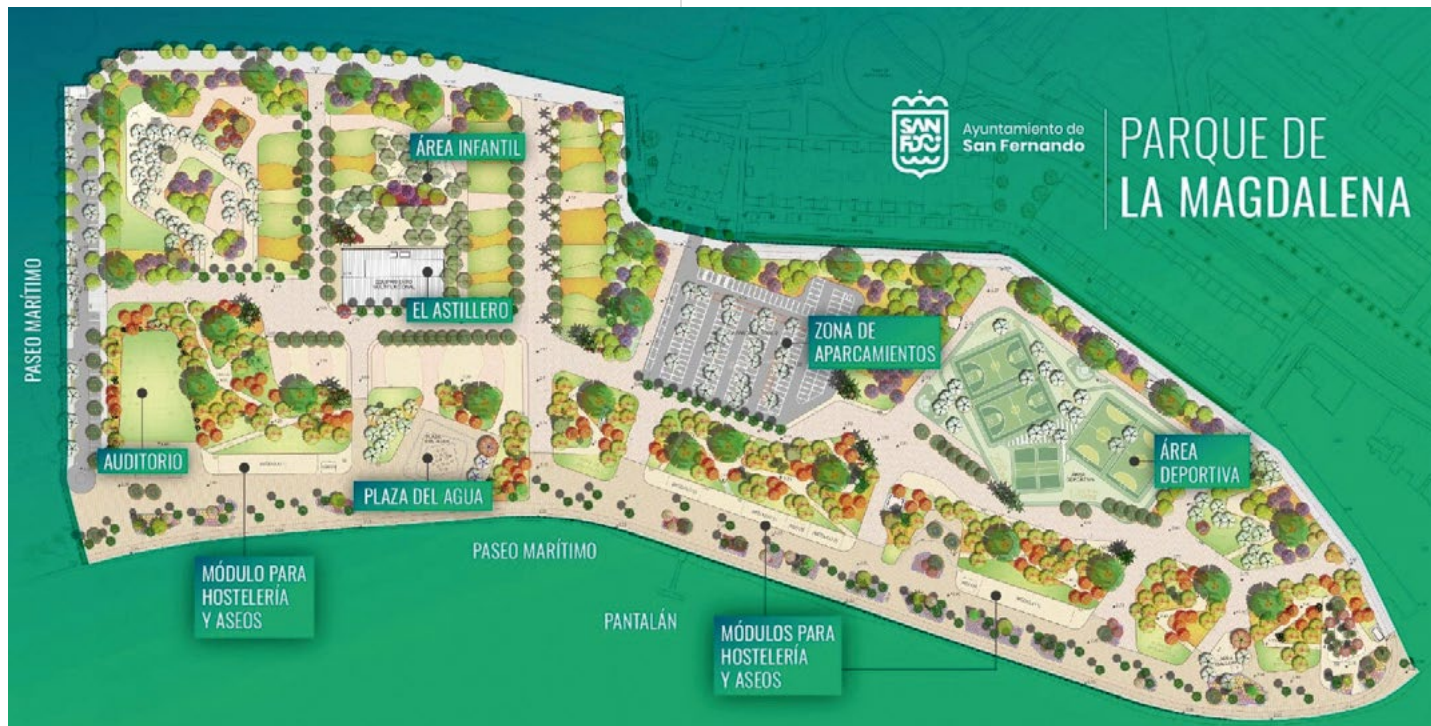 SAN
FDO
Ayuntamiento de
San Fernando
PARQUE DE
LA MAGDALENA
ÁREA INFANTIL
PASEO MARÍTIMO
EL ASTILLERO
ZONA DE
APARCAMIENTOS
AUDITORIO
PLAZA DEL AGUA
ÁREA
DEPORTIVA
PASEO MARÍTIMO
MÓDULO PARA
HOSTELERÍA
Y ASEOS
PANTALÁN
MÓDULOS PARA
HOSTELERÍA
Y ASEOS